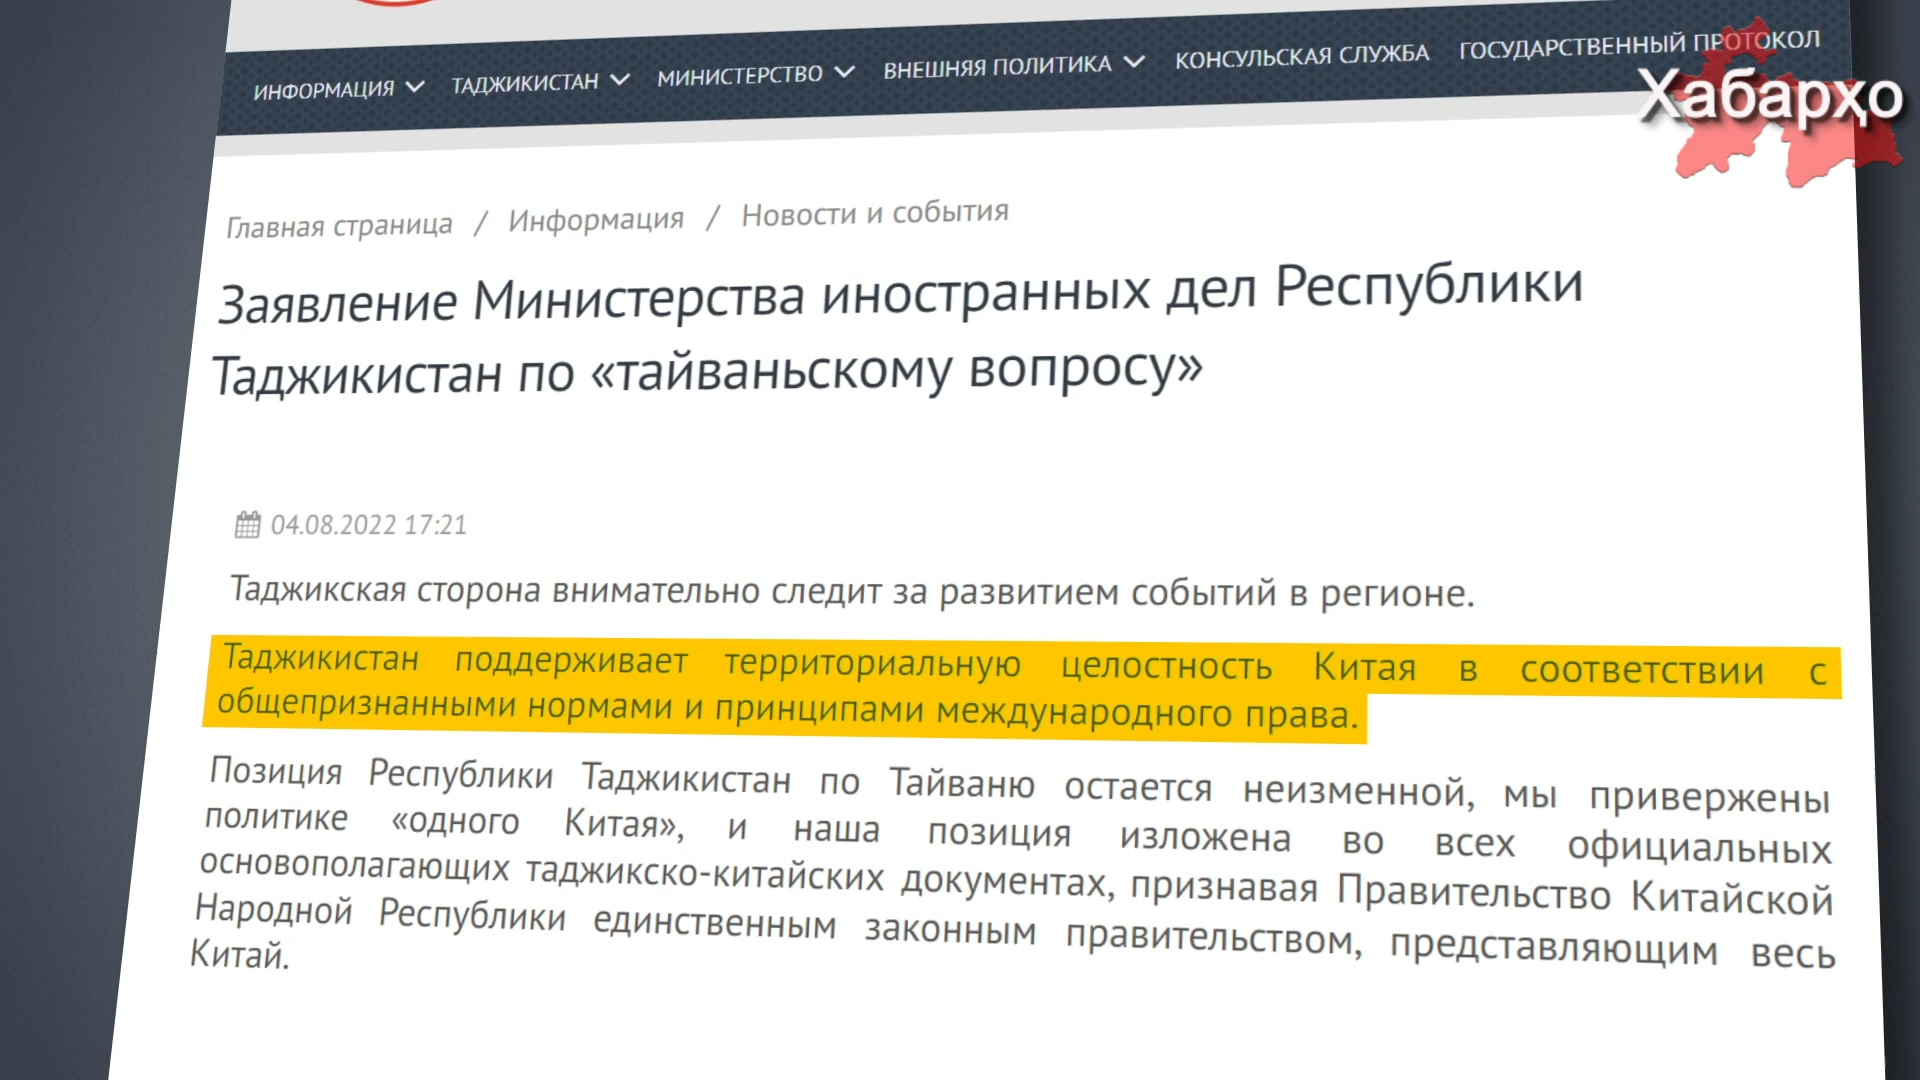 ИНФОРМАЦИЯ ТАДЖИКИСТАН МИНИСТЕРСТВО ВНЕШНЯЯ ПОЛИТИКА КОНСУЛЬСКАЯ СЛУЖБА ГОСУДАРСТВЕННЫЙ ПРОТОКОЛ
Хабарҳо
Главная страница / Информация / Новости и события
Заявление Министерства иностранных дел Республики
Таджикистан по «тайваньскому вопросу»
04.08.2022 17:21
Таджикская сторона внимательно следит за развитием событий в регионе.
Таджикистан поддерживает территориальную целостность Китая в соответствии с
общепризнанными нормами и принципами международного права.
Позиция Республики Таджикистан по Тайваню остается неизменной, мы привержены
политике «одного Китая», и наша позиция изложена во всех официальных
основополагающих таджикско-китайских документах, признавая Правительство Китайской
Народной Республики единственным законным правительством, представляющим весь
Китай.